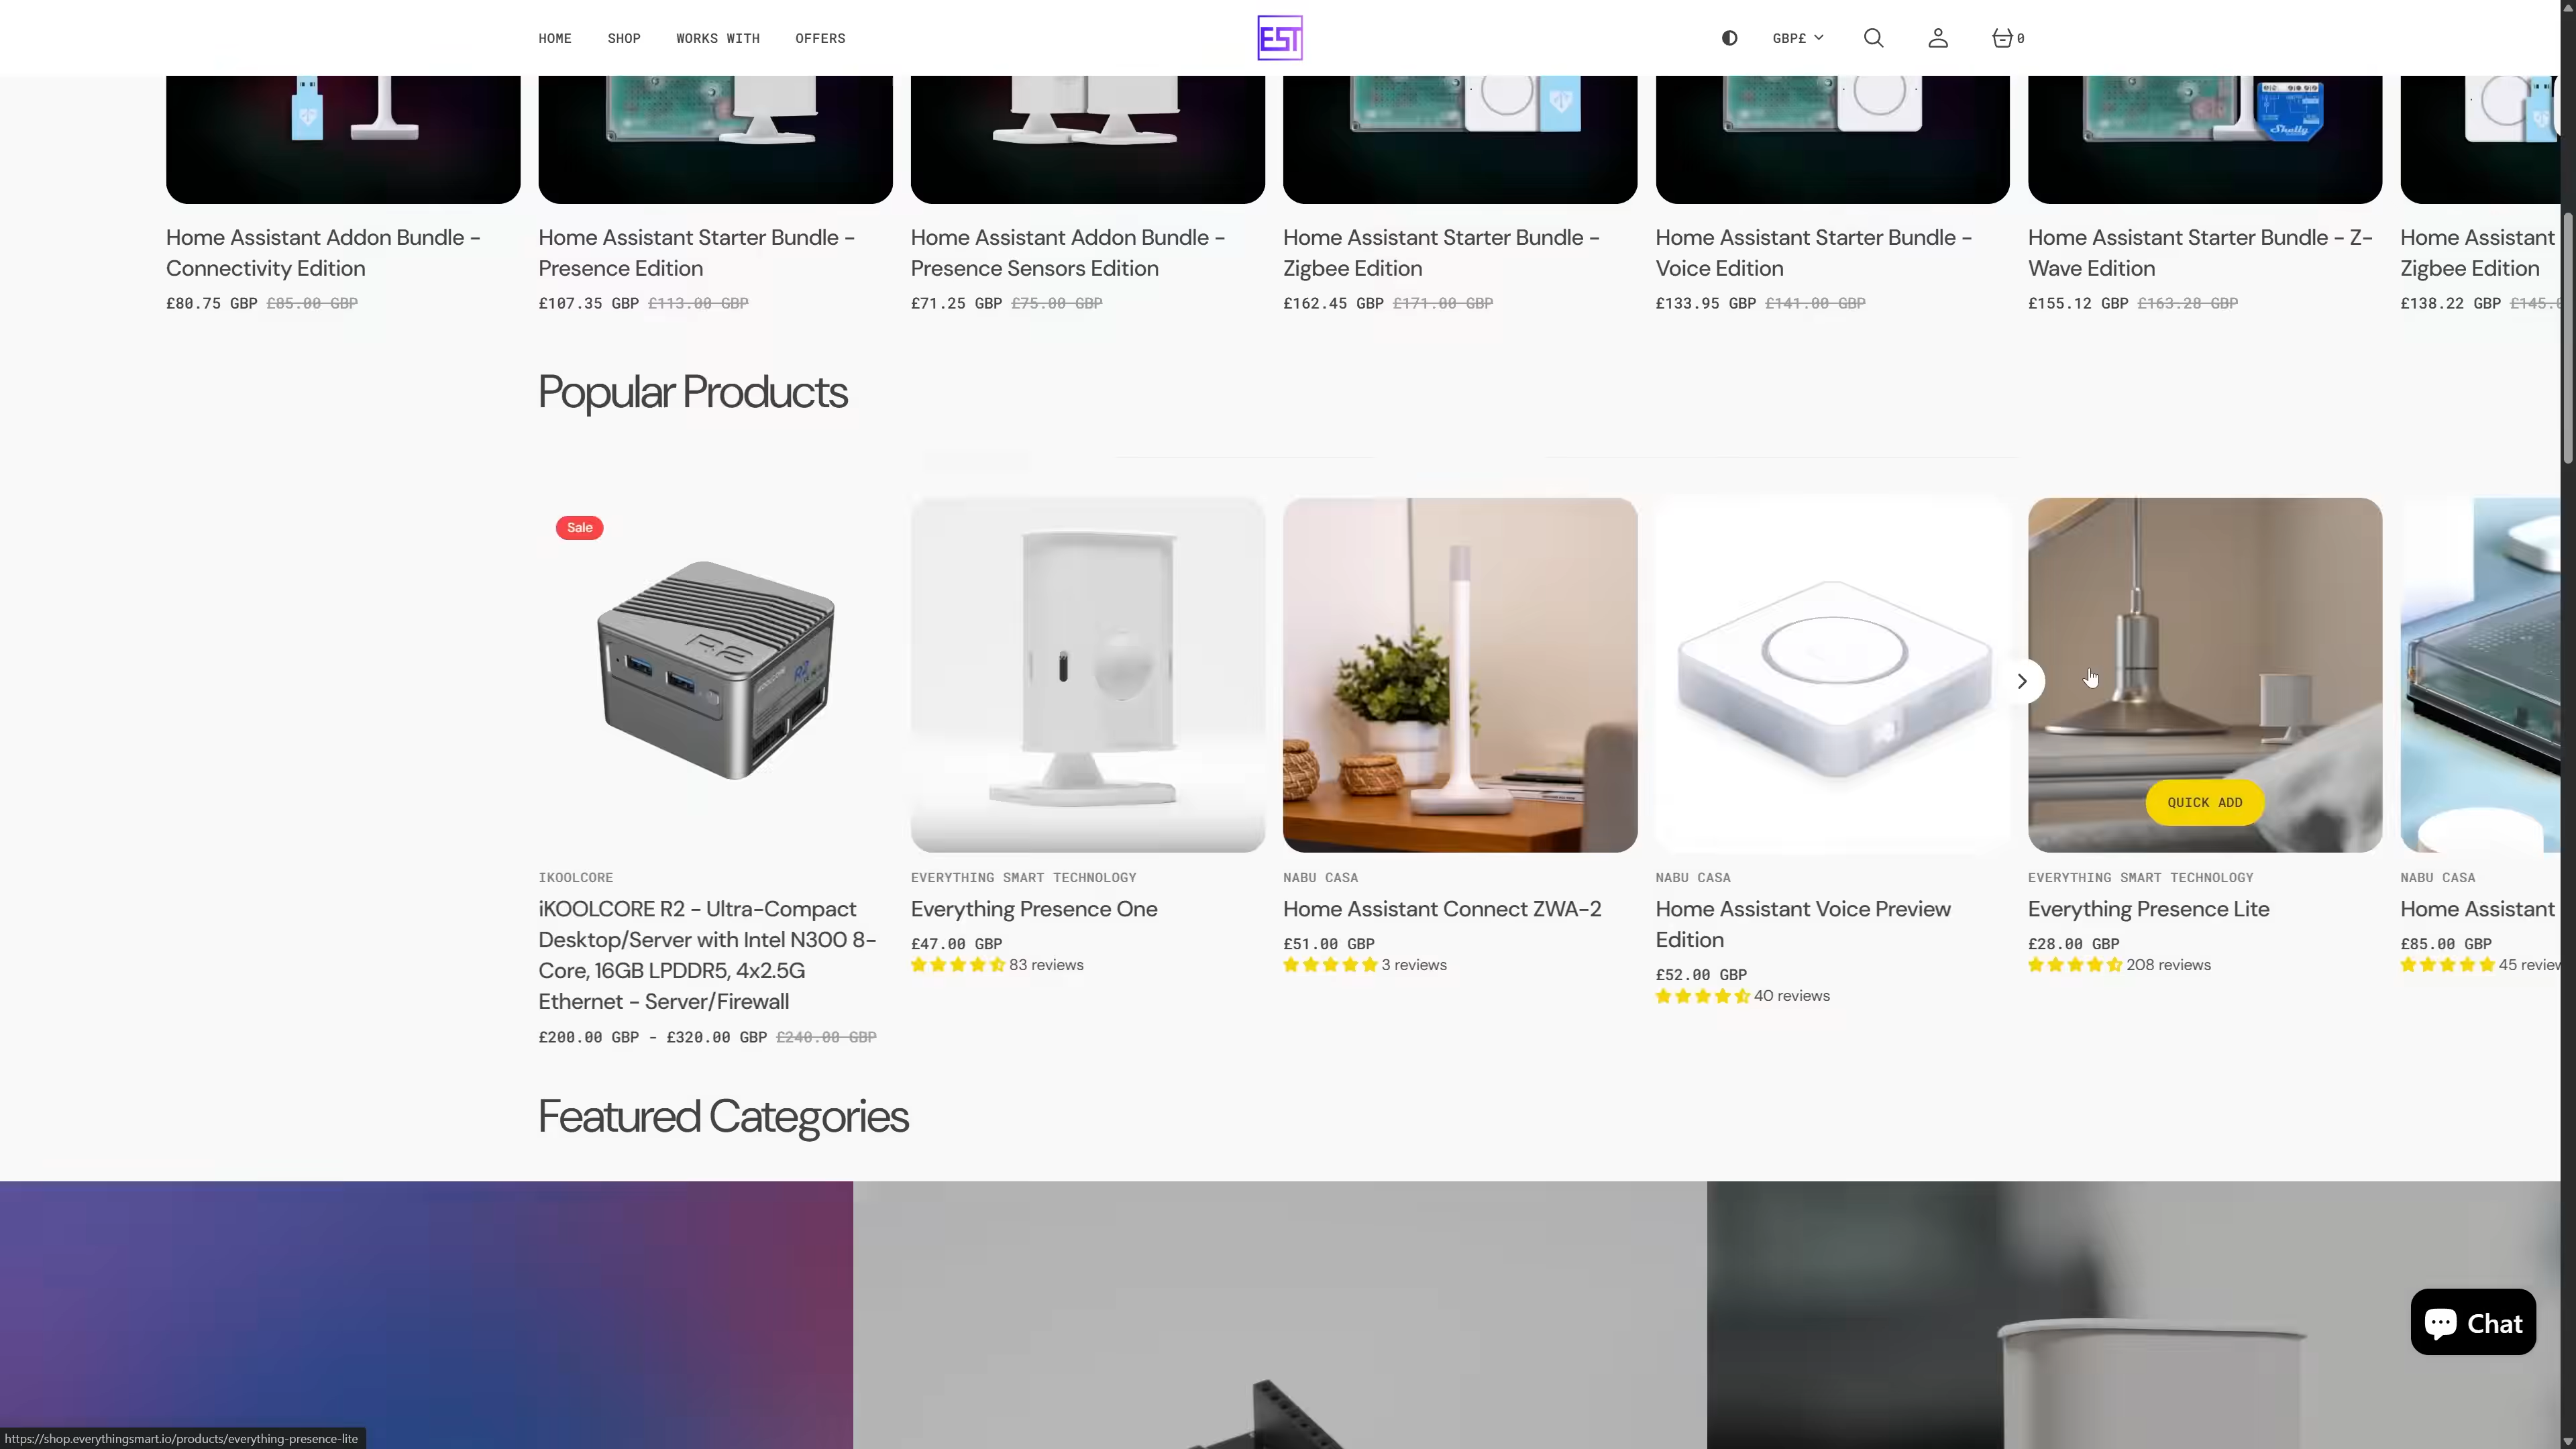 HOME
SHOP
WORKS WITH
OFFERS
EST
GBP£
0
Shelly
Home Assistant Addon Bundle -
Connectivity Edition
£80.75 GBP £85.00 GBP
Home Assistant Starter Bundle -
Presence Edition
£107.35 GBP £113.00 GBP
Home Assistant Addon Bundle -
Presence Sensors Edition
£71.25 GBP £75.00 GBP
Home Assistant Starter Bundle -
Zigbee Edition
£162.45 GBP £171.00 GBP
Home Assistant Starter Bundle -
Voice Edition
£133.95 GBP £141.00 GBP
Home Assistant Starter Bundle - Z-
Wave Edition
£155.12 GBP £163.28 GBP
Home Assistant
Zigbee Edition
£138.22 GBP £145.
Popular Products
Sale
R2
R2
IKOOLCORE
iKOOLCORE R2 - Ultra-Compact
Desktop/Server with Intel N300 8-
Core, 16GB LPDDR5, 4x2.5G
Ethernet - Server/Firewall
£200.00 GBP - £320.00 GBP £240.00 GBP
EVERYTHING SMART TECHNOLOGY
Everything Presence One
£47.00 GBP
83 reviews
NABU CASA
Home Assistant Connect ZWA-2
£51.00 GBP
3 reviews
NABU CASA
Home Assistant Voice Preview
Edition
£52.00 GBP
40 reviews
QUICK ADD
EVERYTHING SMART TECHNOLOGY
Everything Presence Lite
£28.00 GBP
208 reviews
NABU CASA
Home Assistant
£85.00 GBP
45 review
Featured Categories
Chat
https://shop.everythingsmart.io/products/everything-presence-lite